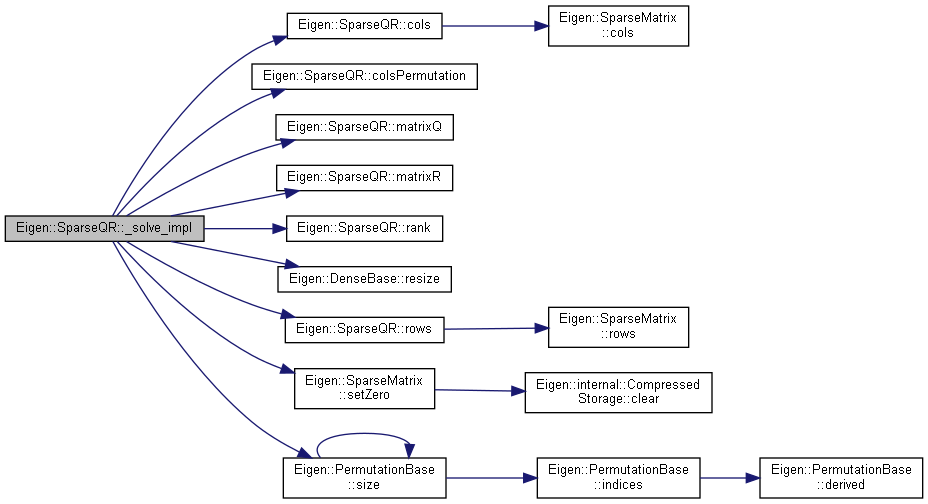 Eigen::SparseQR::cols
Eigen::SparseMatrix
::cols
Eigen::SparseQR::colsPermutation
Eigen::SparseQR::matrixQ
Eigen::SparseQR::matrixR
Eigen::SparseQR::_solve_impl
Eigen::SparseQR::rank
Eigen::DenseBase::resize
Eigen::SparseQR::rows
Eigen::SparseMatrix
::rows
Eigen::SparseMatrix
::setZero
Eigen::internal::Compressed
Storage::clear
Eigen::PermutationBase
::size
Eigen::PermutationBase
::indices
Eigen::PermutationBase
::derived